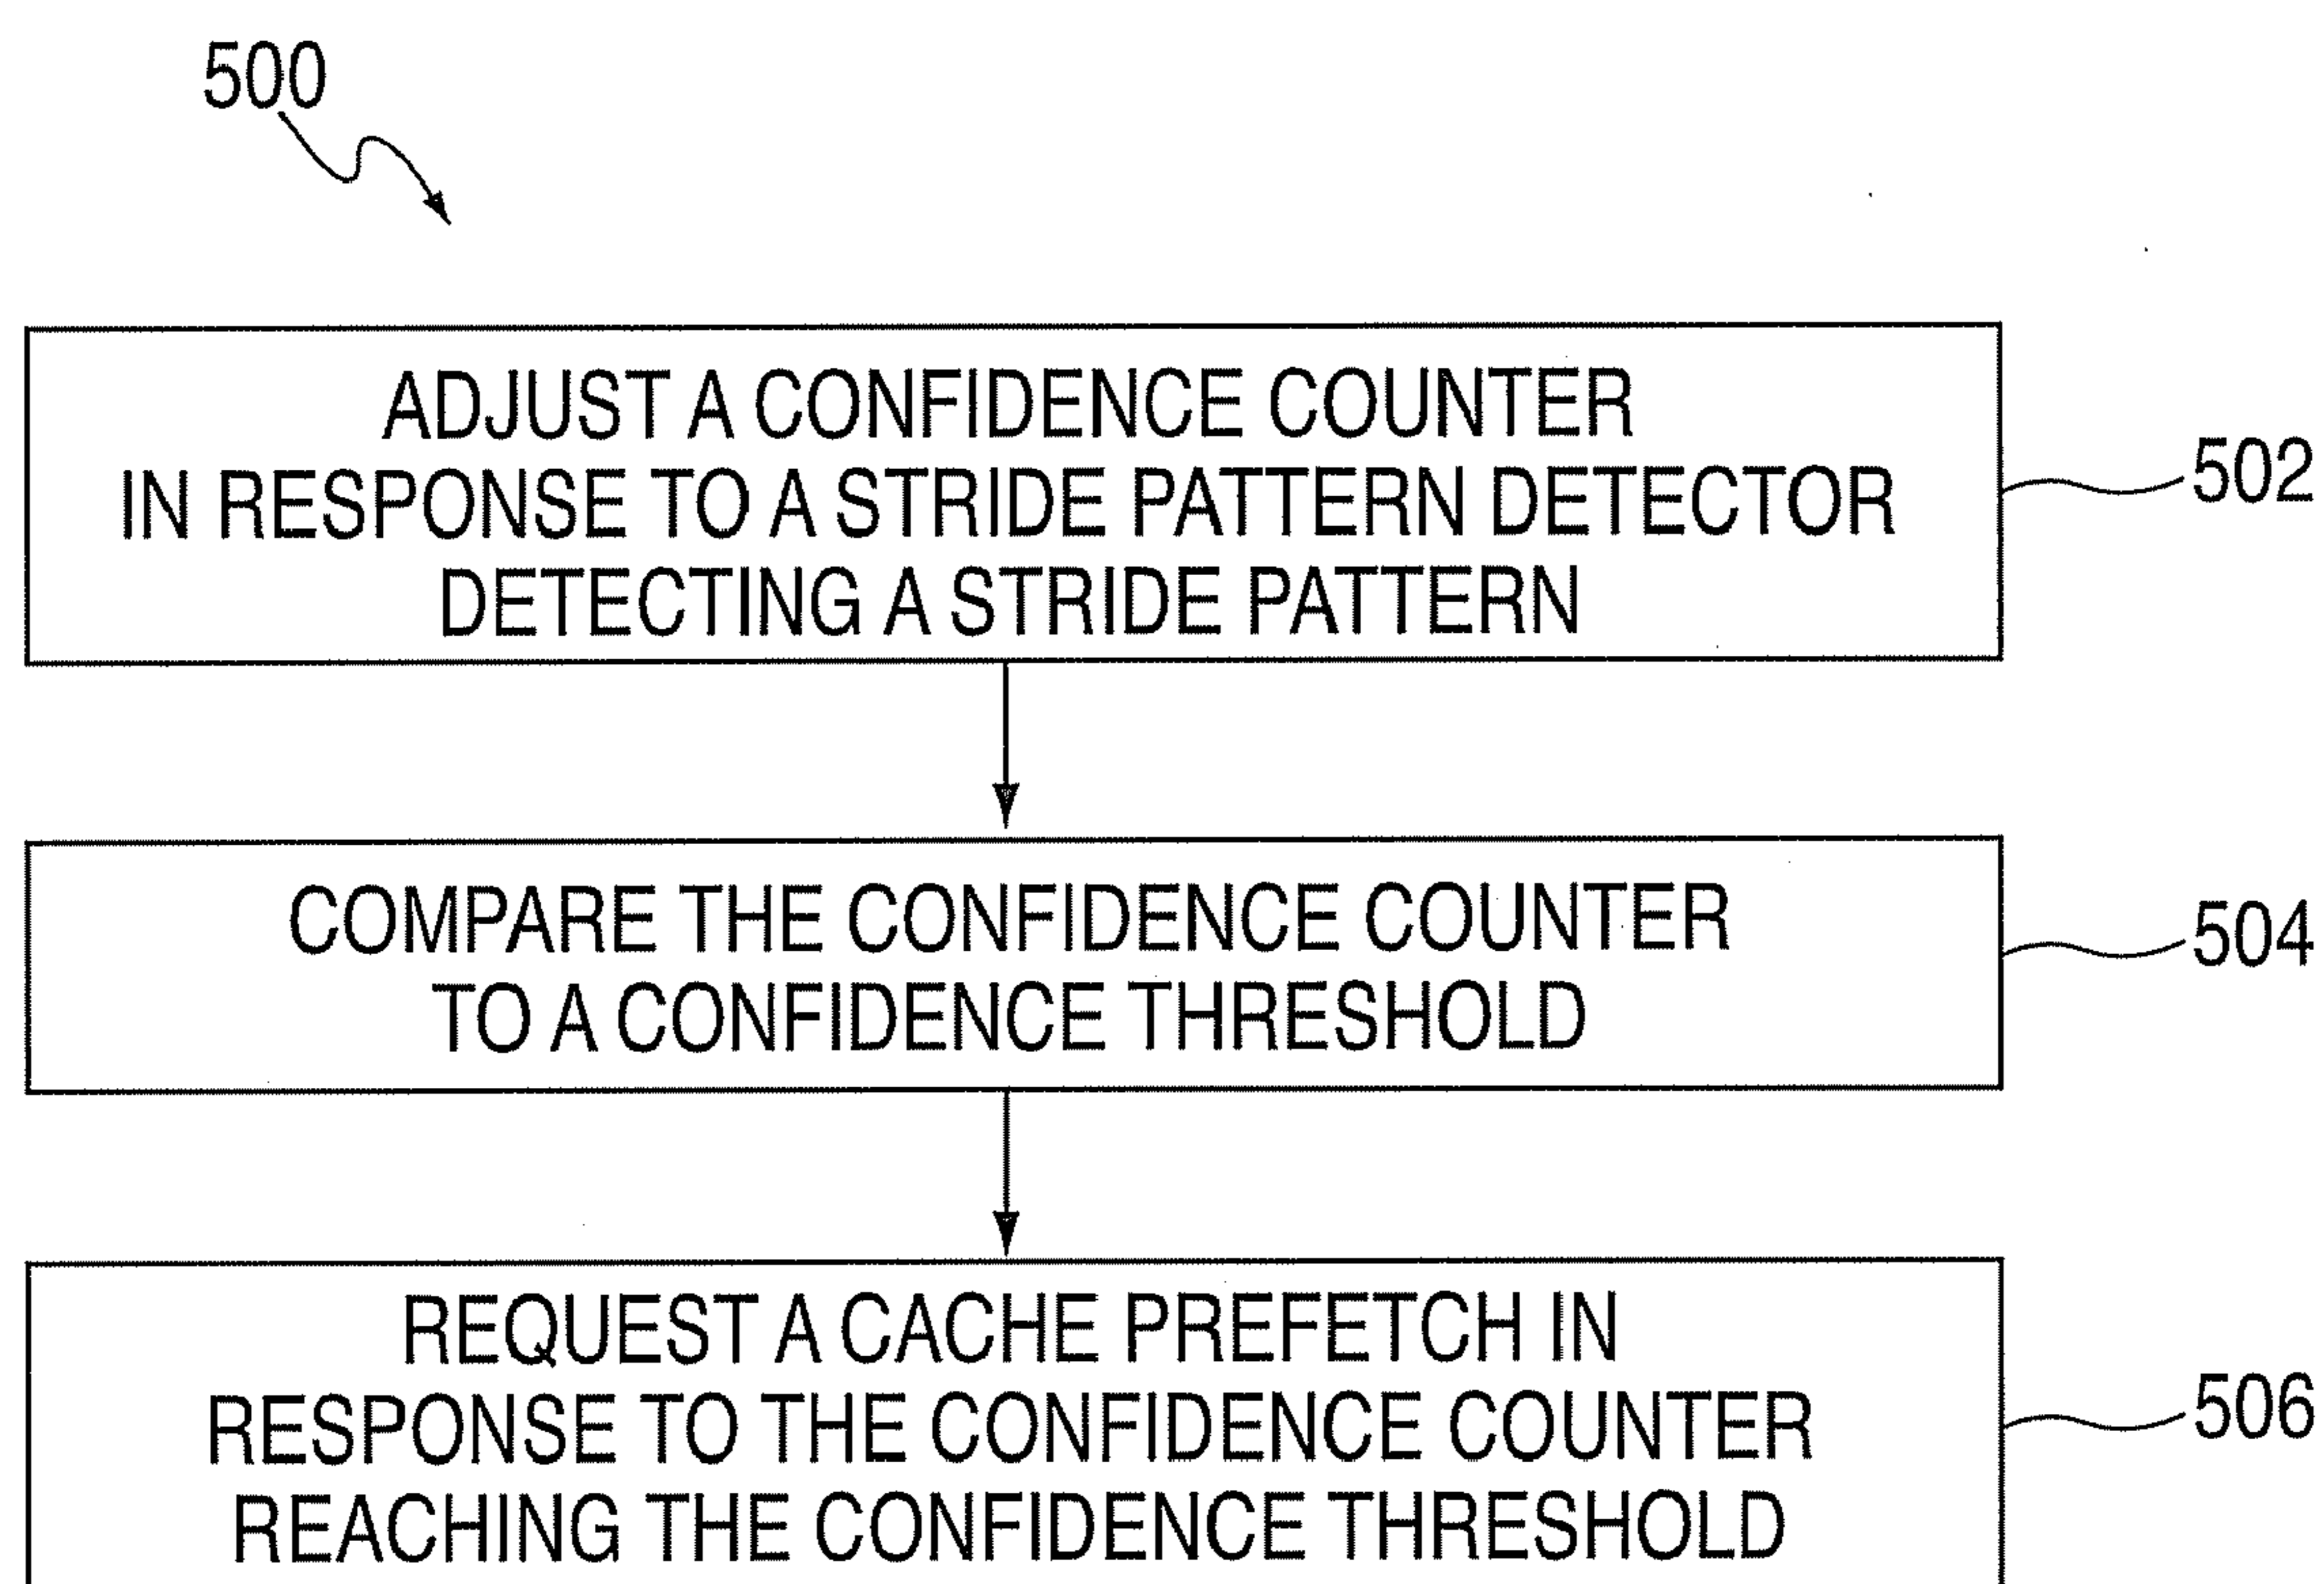 500
ADJUST A CONFIDENCE COUNTER
IN RESPONSE TO A STRIDE PATTERN DETECTOR
DETECTING A STRIDE PATTERN
502
COMPARE THE CONFIDENCE COUNTER
TO A CONFIDENCE THRESHOLD
504
REQUEST A CACHE PREFETCH IN
RESPONSE TO THE CONFIDENCE COUNTER
REACHING THE CONFIDENCE THRESHOLD
506